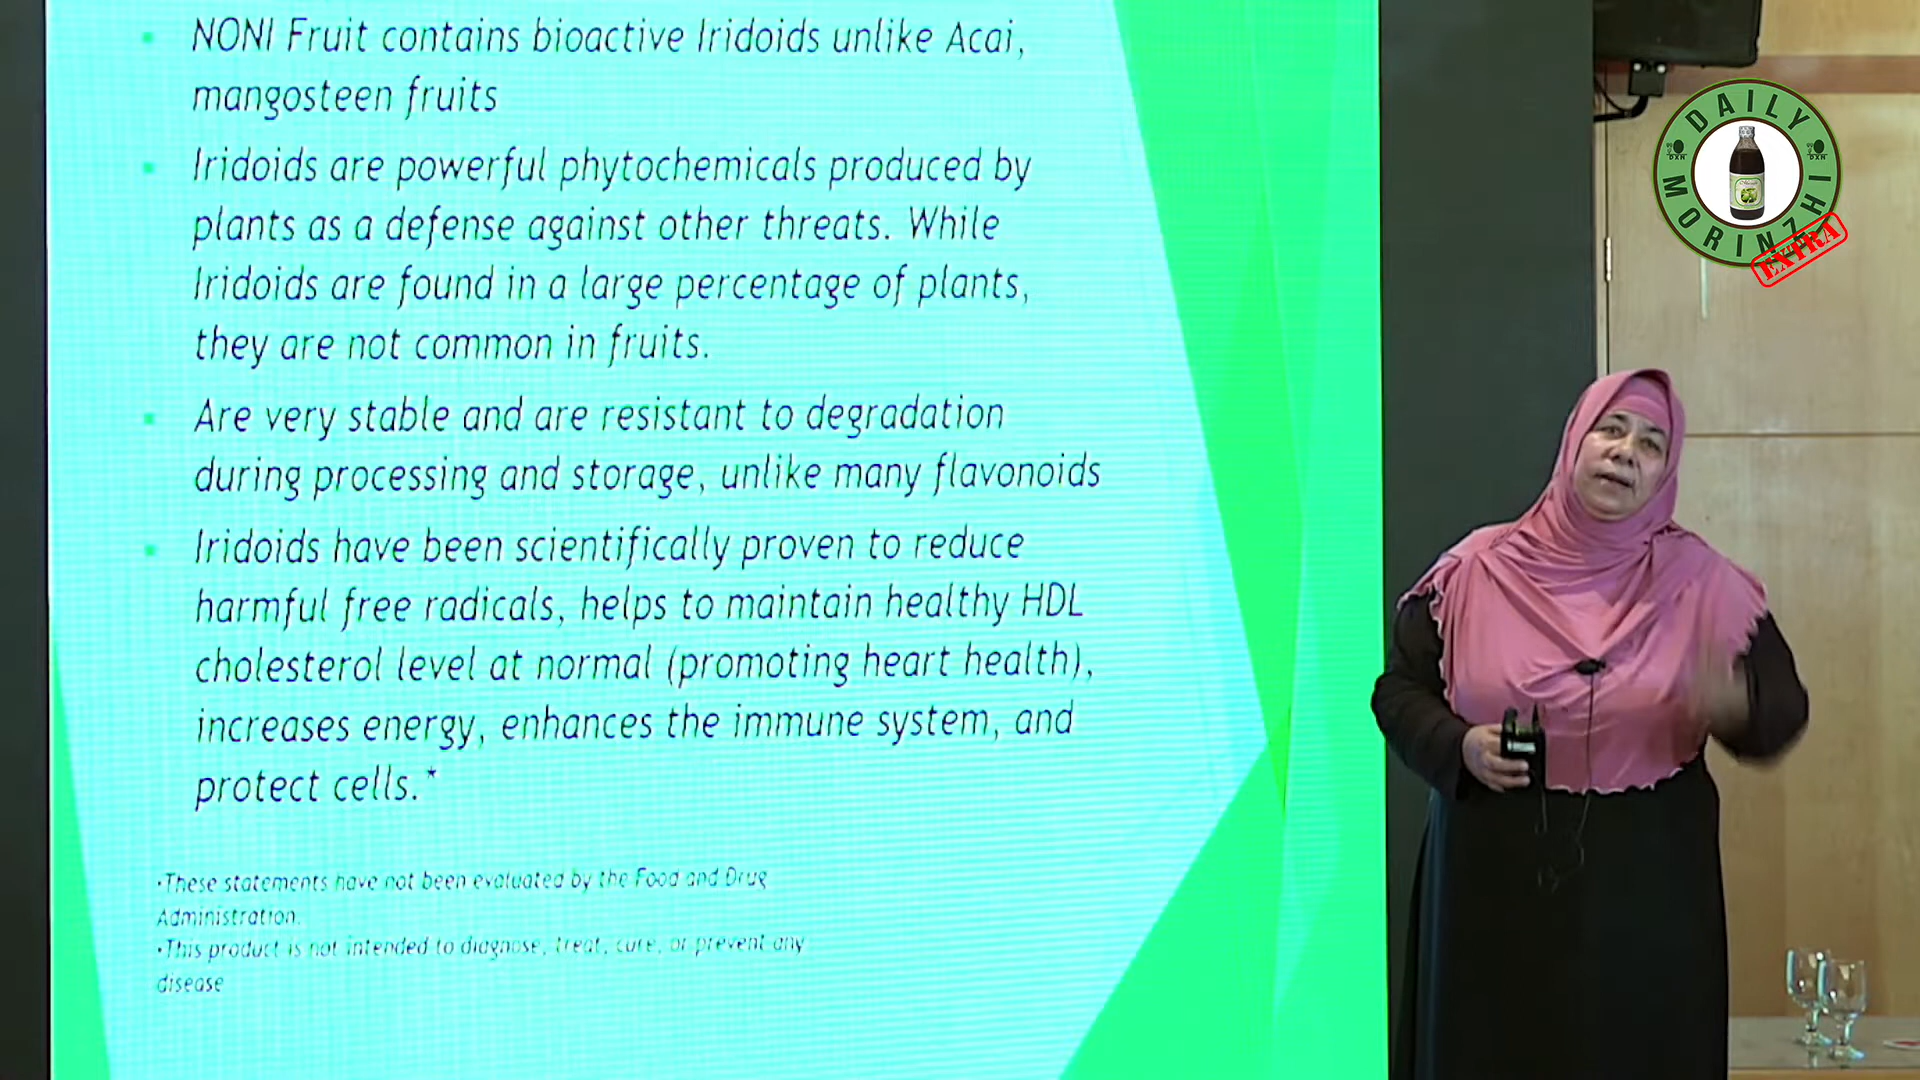 NONI Fruit contains bioactive Iridoids unlike Acai,
mangosteen fruits
Iridoids are powerful phytochemicals produced by
plants as a defense against other threats. While
Iridoids are found in a large percentage of plants,
they are not common in fruits.
Are very stable and are resistant to degradation
during processing and storage, unlike many flavonoids
Iridoids have been scientifically proven to reduce
harmful free radicals, helps to maintain healthy HDL
cholesterol level at normal (promoting heart health),
increases energy, enhances the immune system, and
protect cells.*
•These statements have not been evaluated by the Food and Drug
Administration.
•This product is not intended to diagnose, treat, cure, or prevent any
disease
DAILY
DXN
DXN
MORINZHI
EXTRA